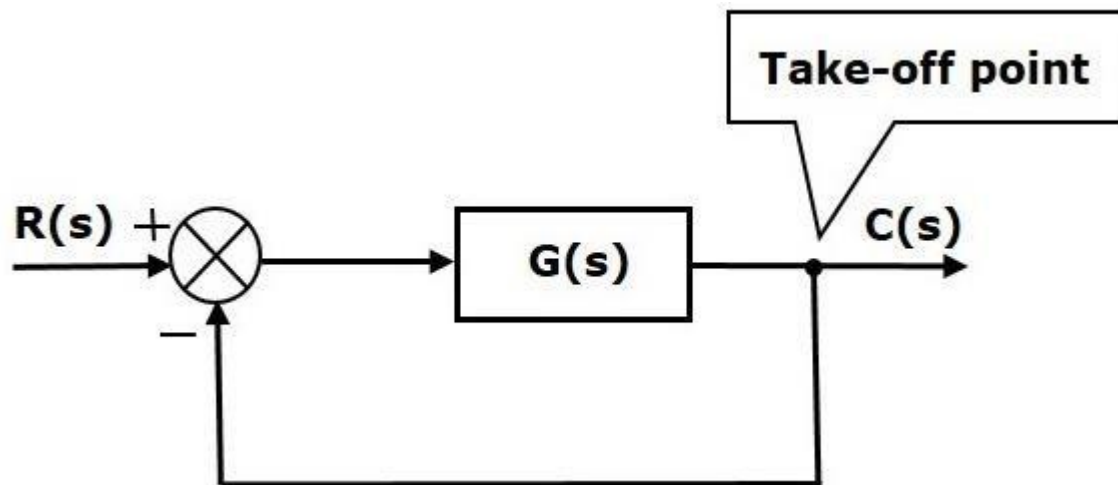 Take-off point
R(s) +
C(s)
G(s)
−